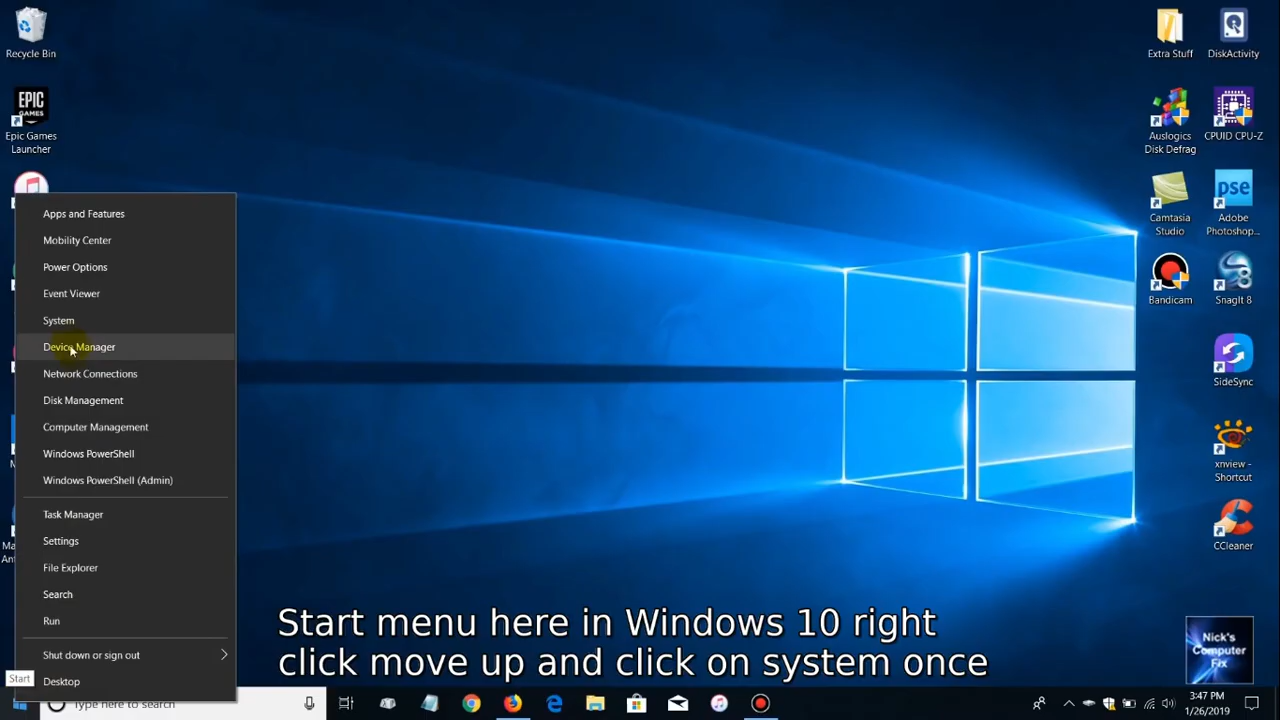 Recycle Bin
EPIC
GAMES
Epic Games
Launcher
Apps and Features
Mobility Center
Power Options
Event Viewer
System
Device Manager
Network Connections
Disk Management
Computer Management
Windows PowerShell
Windows PowerShell (Admin)
Task Manager
Settings
File Explorer
Search
Run
Shut down or sign out
Desktop
Start
Type here to search
Extra Stuff
DiskActivity
Auslogics
Disk Defrag
CPUID CPU-Z
Camtasia
Studio
pse
Adobe
Photoshop...
Bandicam
8
SnagIt 8
SideSync
xnview -
Shortcut
CCleaner
Start menu here in Windows 10 right
click move up and click on system once
Nick's
Computer
Fix
3:47 PM
1/26/2019